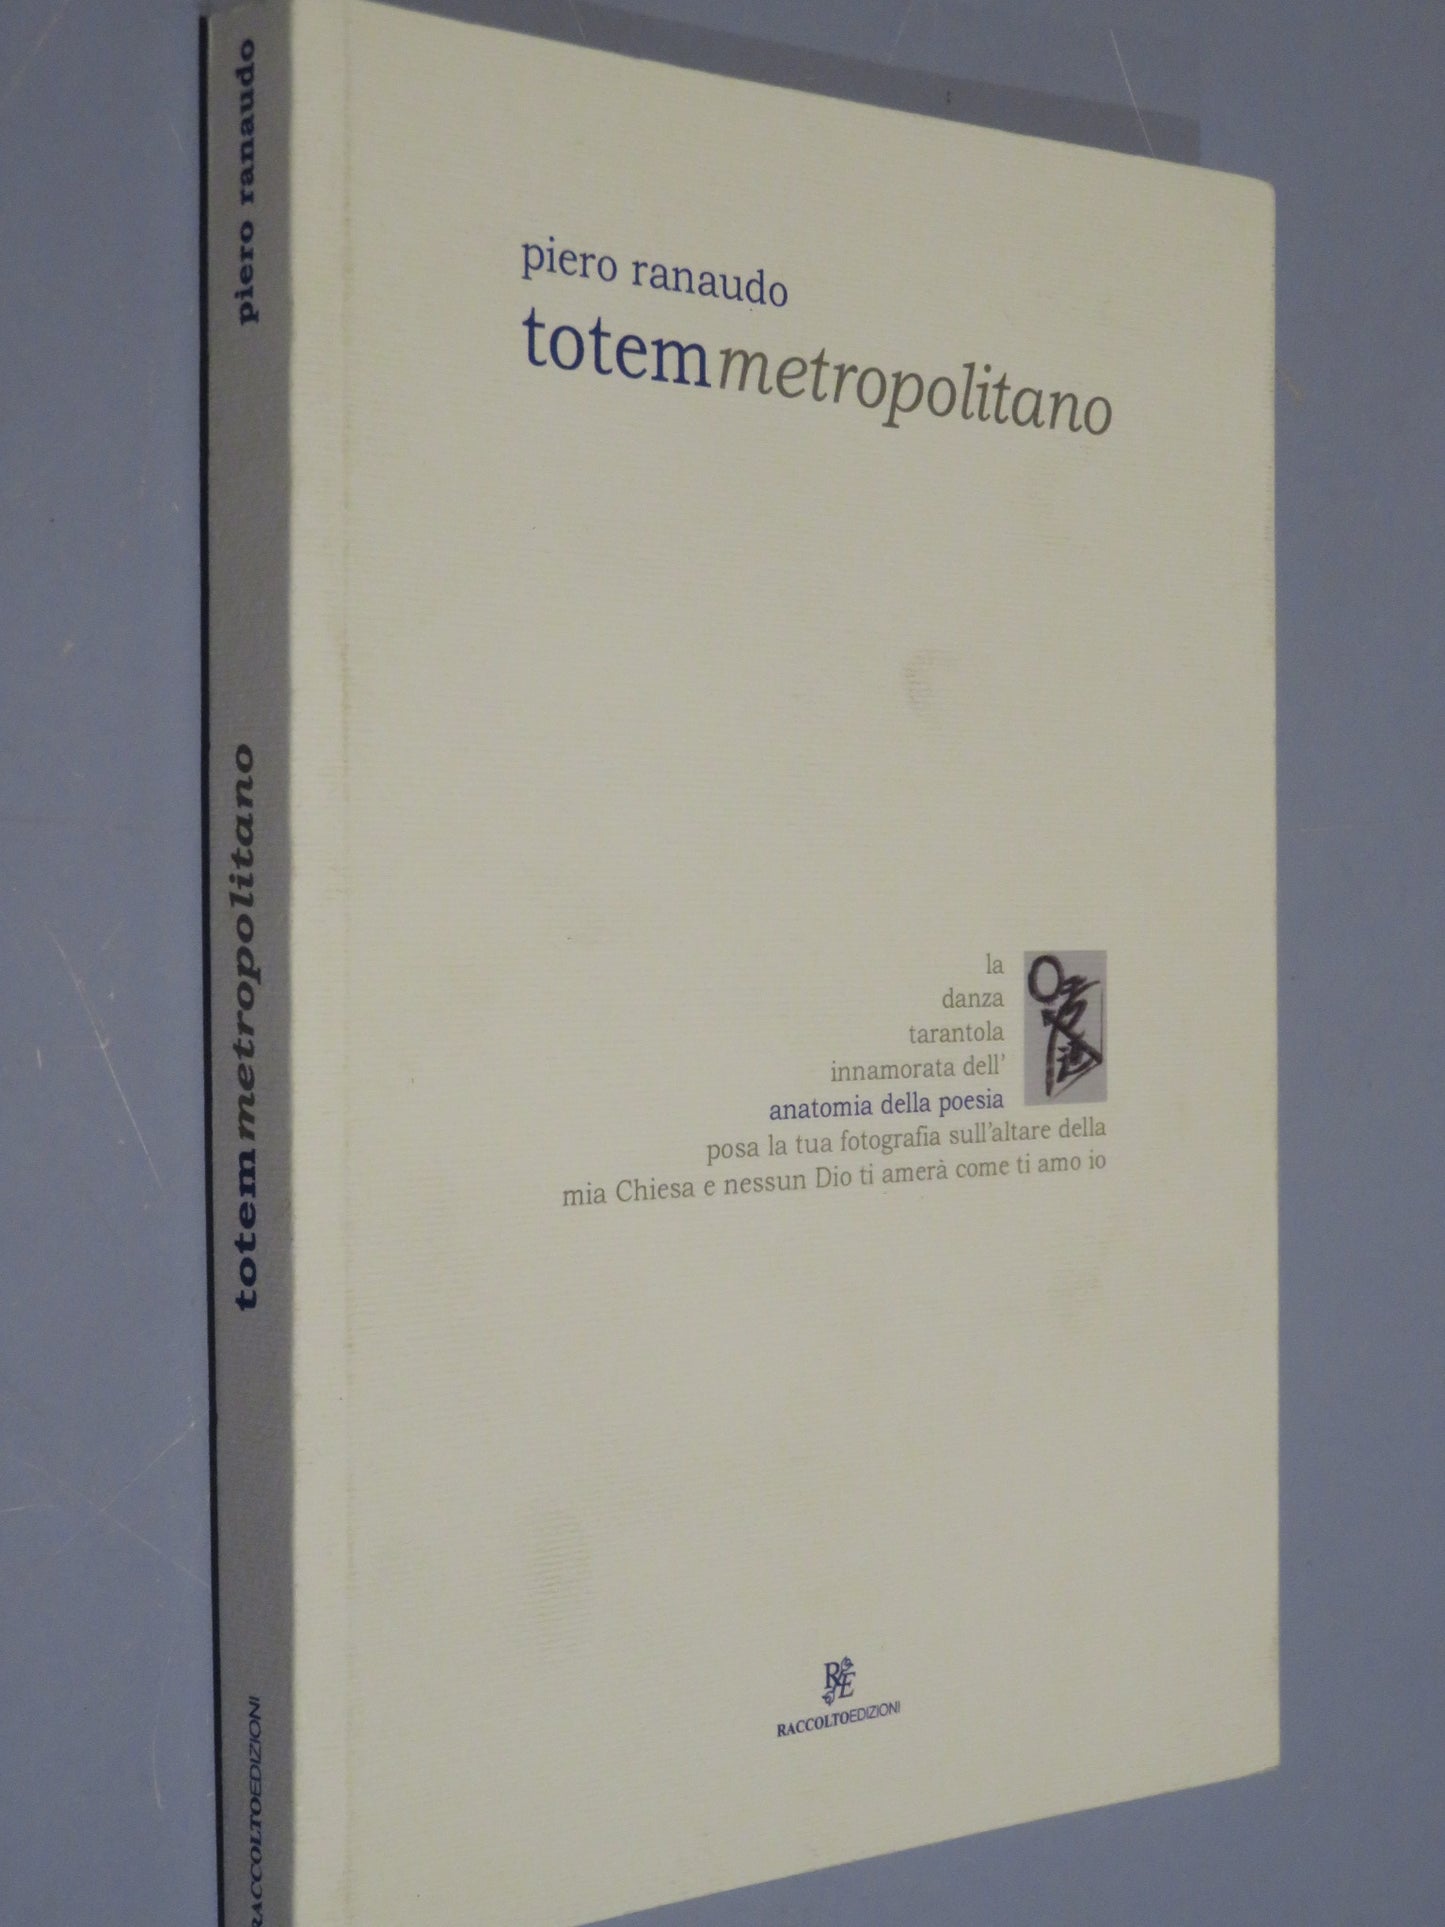 piero ranaudo
totemmetropolitano
RACCOLTOEDIZIONI
piero ranaudo
totemmetropolitano
la
danza
tarantola
innamorata dell'
anatomia della poesia
posa la tua fotografia sull'altare della
mia Chiesa e nessun Dio ti amerà come ti amo io
RE
RACCOLTOEDIZIONI